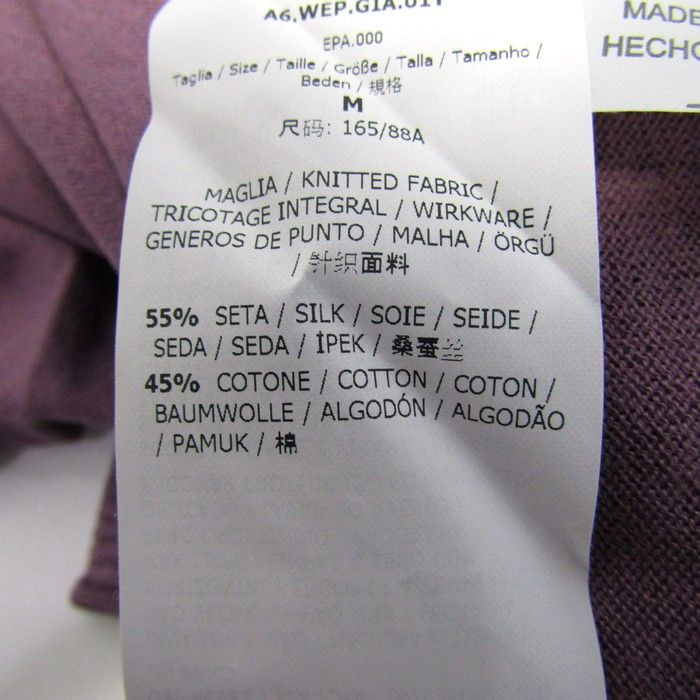 A6.WEP.GIA.01T
EPA.000
Taglia / Size / Taille / Größe / Talla / Tamanho /
Beden / 規格
M
尺码: 165/88A
MAGLIA / KNITTED FABRIC /
TRICOTAGE INTEGRAL / WIRKWARE /
GENEROS DE PUNTO / MALHA / ÖRGÜ
/ 针织面料
55% SETA / SILK / SOIE / SEIDE /
SEDA / SEDA / İPEK / 桑蚕丝
45% COTONE / COTTON / COTON /
BAUMWOLLE / ALGODÓN / ALGODÃO
/ PAMUK / 棉
MADE
HECHO